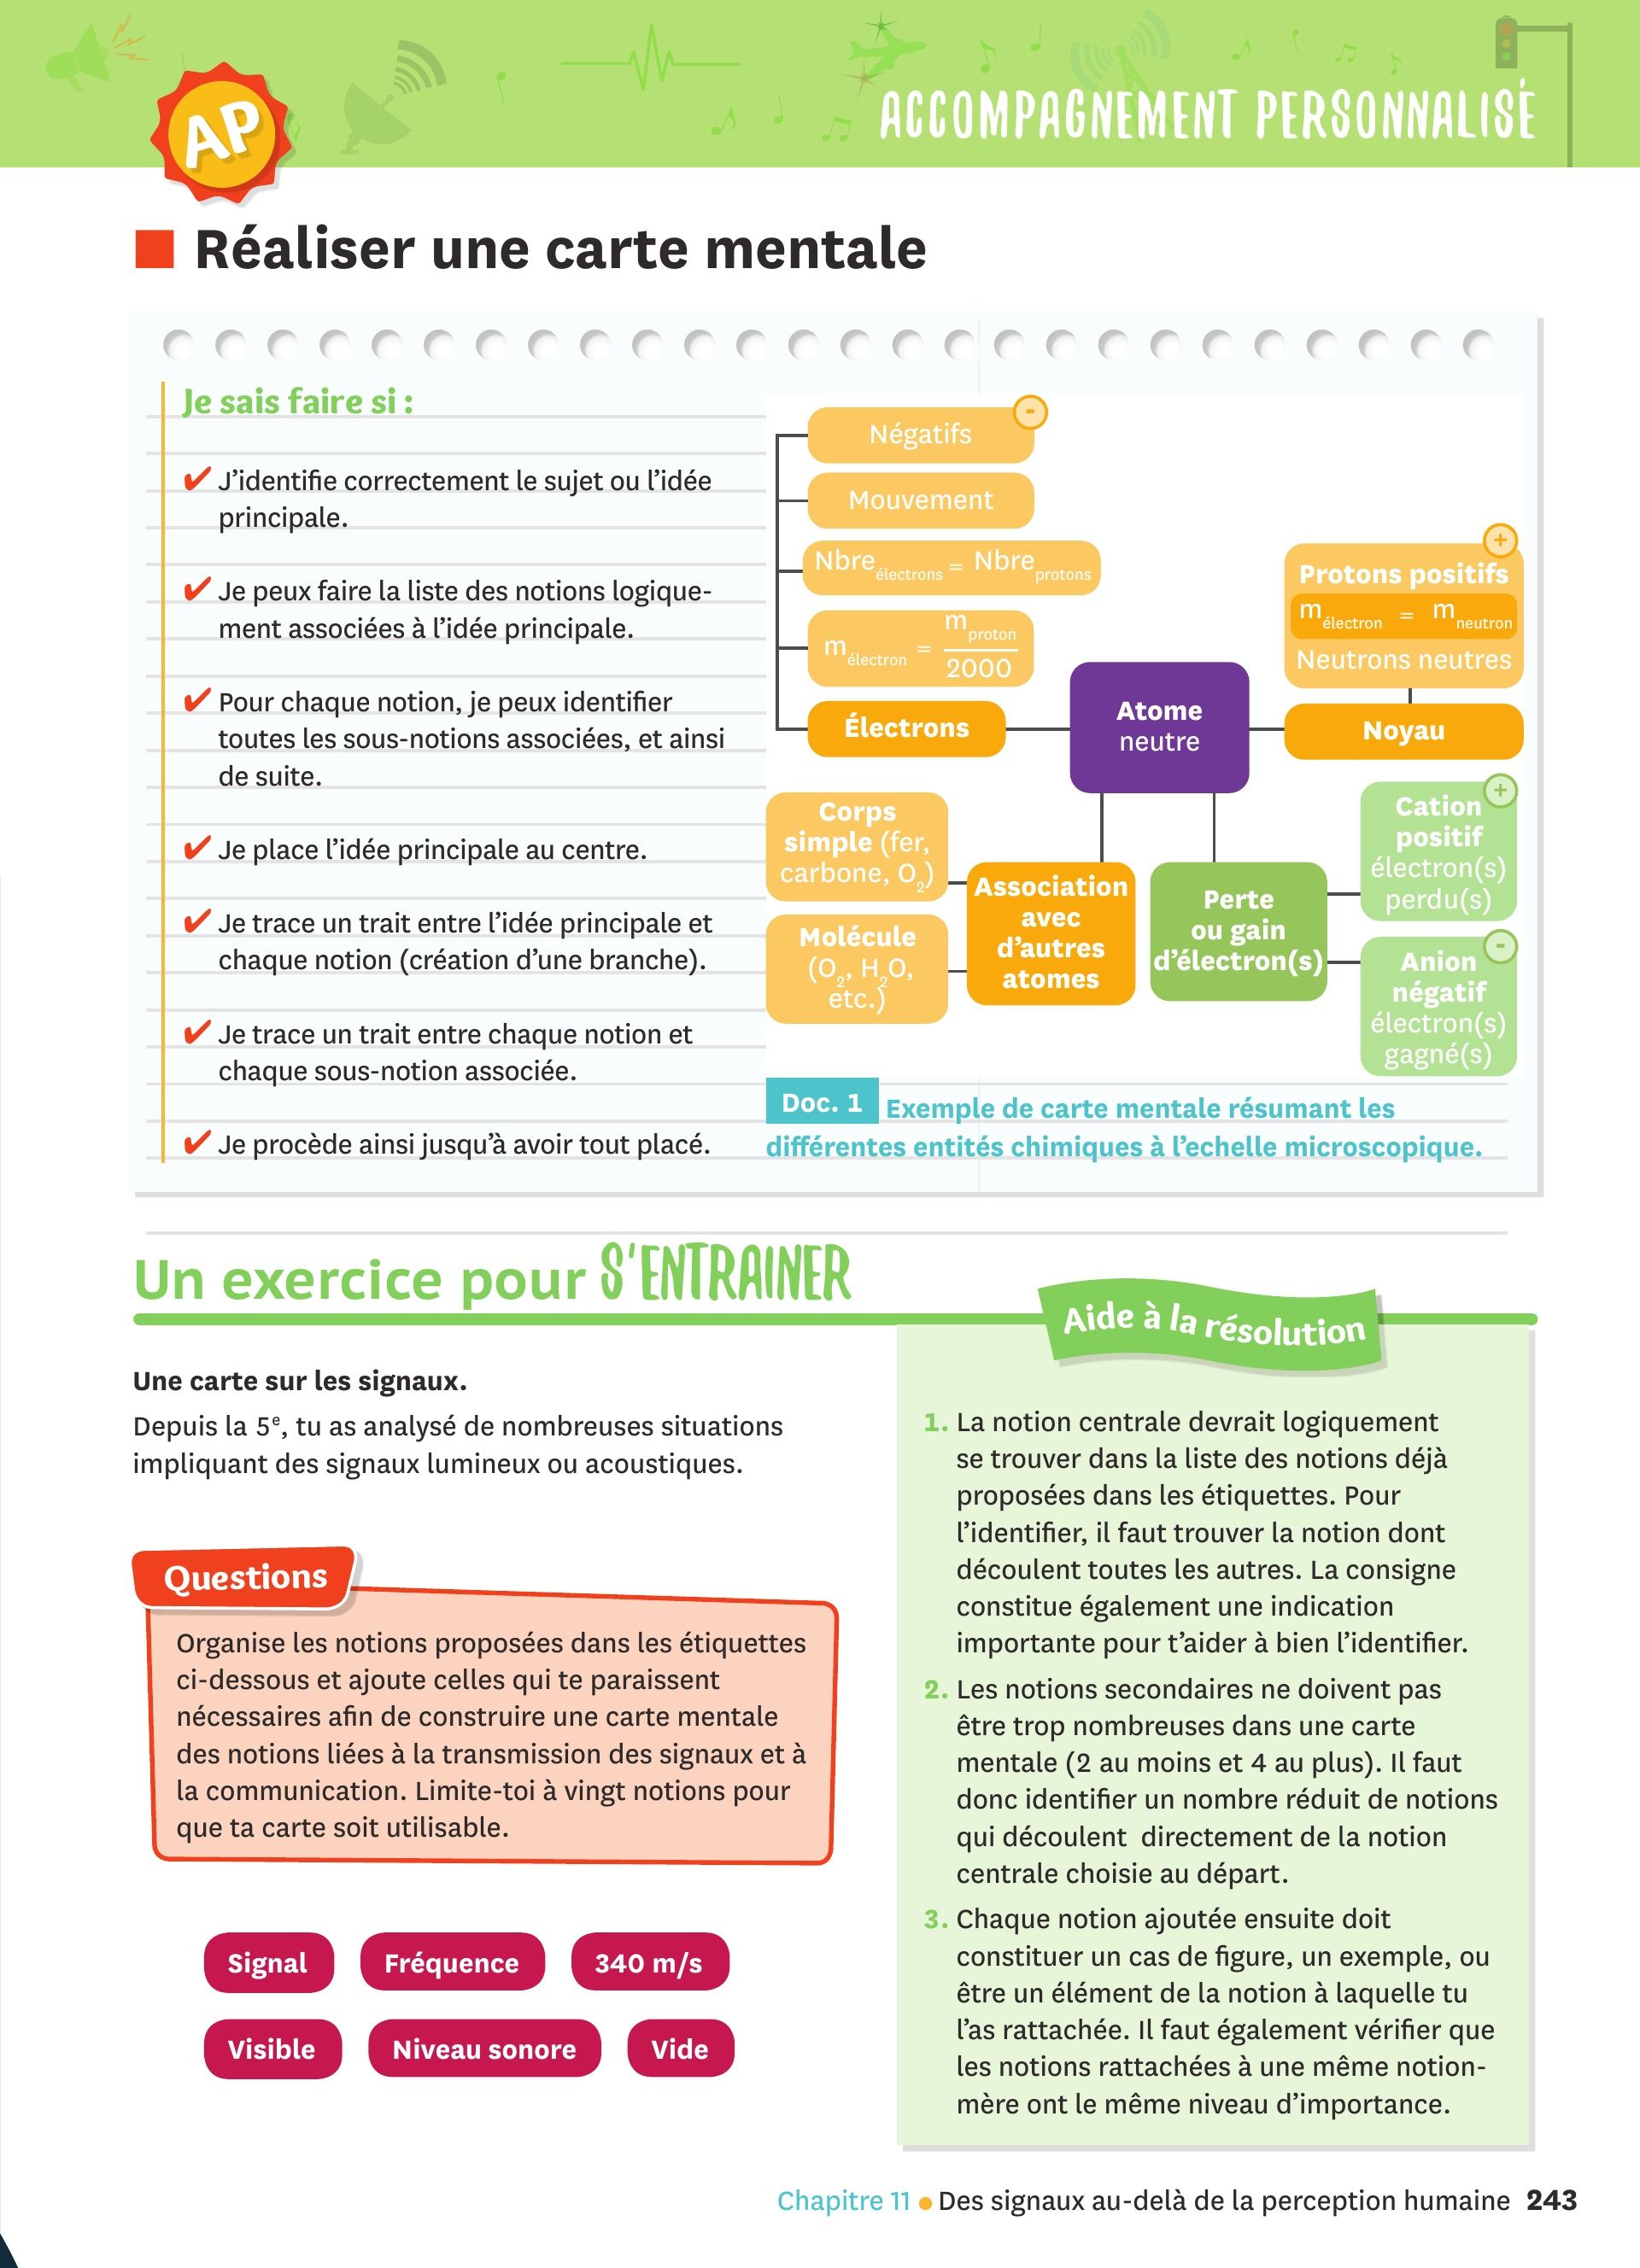 AP
ACCOMPAGNEMENT PERSONNALISÉ
Réaliser une carte mentale
Je sais faire si :
✔ J’identifie correctement le sujet ou l’idée
principale.
✔ Je peux faire la liste des notions logique-
ment associées à l’idée principale.
✔ Pour chaque notion, je peux identifier
toutes les sous-notions associées, et ainsi
de suite.
✔ Je place l’idée principale au centre.
✔ Je trace un trait entre l’idée principale et
chaque notion (création d’une branche).
✔ Je trace un trait entre chaque notion et
chaque sous-notion associée.
✔ Je procède ainsi jusqu’à avoir tout placé.
-
Négatifs
Mouvement
Nbre électrons = Nbre protons
m électron = m proton / 2000
Électrons
Atome
neutre
+
Protons positifs
m électron = m neutron
Neutrons neutres
Noyau
Corps
simple (fer,
carbone, O₂)
Molécule
(O₂, H₂O,
etc.)
Association
avec
d’autres
atomes
Perte
ou gain
d’électron(s)
+
Cation
positif
électron(s)
perdu(s)
-
Anion
négatif
électron(s)
gagné(s)
Doc. 1 Exemple de carte mentale résumant les
différentes entités chimiques à l’echelle microscopique.
Un exercice pour S'ENTRAINER
Une carte sur les signaux.
Depuis la 5ᵉ, tu as analysé de nombreuses situations
impliquant des signaux lumineux ou acoustiques.
Questions
Organise les notions proposées dans les étiquettes
ci-dessous et ajoute celles qui te paraissent
nécessaires afin de construire une carte mentale
des notions liées à la transmission des signaux et à
la communication. Limite-toi à vingt notions pour
que ta carte soit utilisable.
Signal Fréquence 340 m/s
Visible Niveau sonore Vide
Aide à la résolution
1. La notion centrale devrait logiquement
se trouver dans la liste des notions déjà
proposées dans les étiquettes. Pour
l’identifier, il faut trouver la notion dont
découlent toutes les autres. La consigne
constitue également une indication
importante pour t’aider à bien l’identifier.
2. Les notions secondaires ne doivent pas
être trop nombreuses dans une carte
mentale (2 au moins et 4 au plus). Il faut
donc identifier un nombre réduit de notions
qui découlent directement de la notion
centrale choisie au départ.
3. Chaque notion ajoutée ensuite doit
constituer un cas de figure, un exemple, ou
être un élément de la notion à laquelle tu
l’as rattachée. Il faut également vérifier que
les notions rattachées à une même notion-
mère ont le même niveau d’importance.
Chapitre 11 • Des signaux au-delà de la perception humaine 243